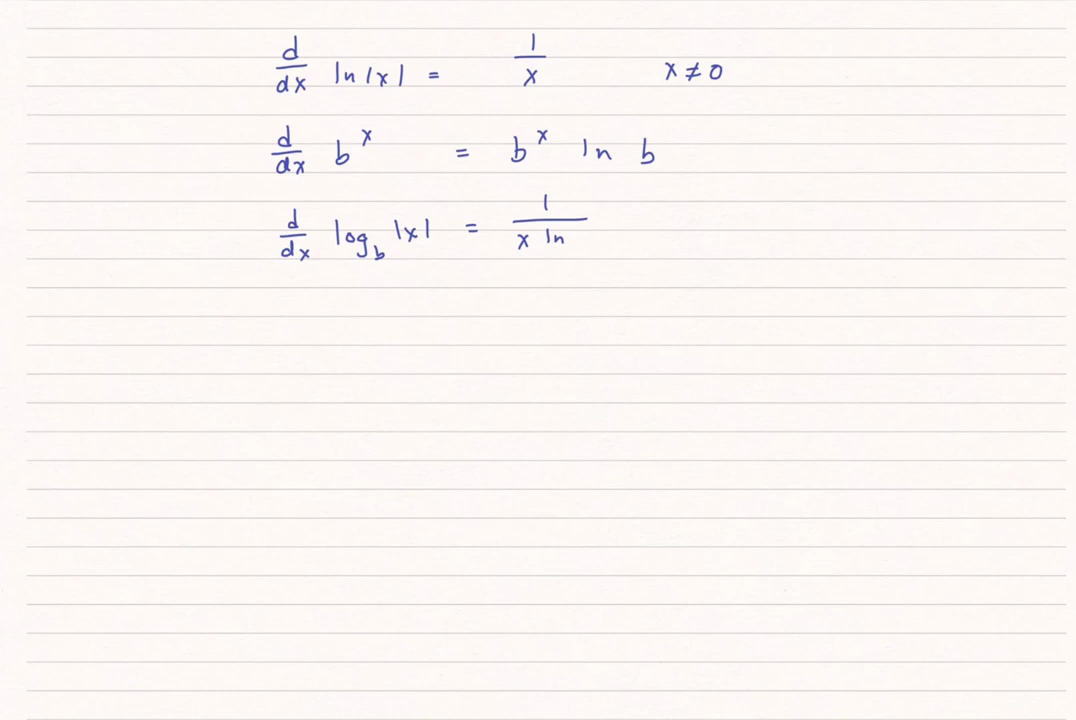 d/dx ln |x| = 1/x x ≠ 0
d/dx b^x = b^x ln b
d/dx log_b |x| = 1/(x ln